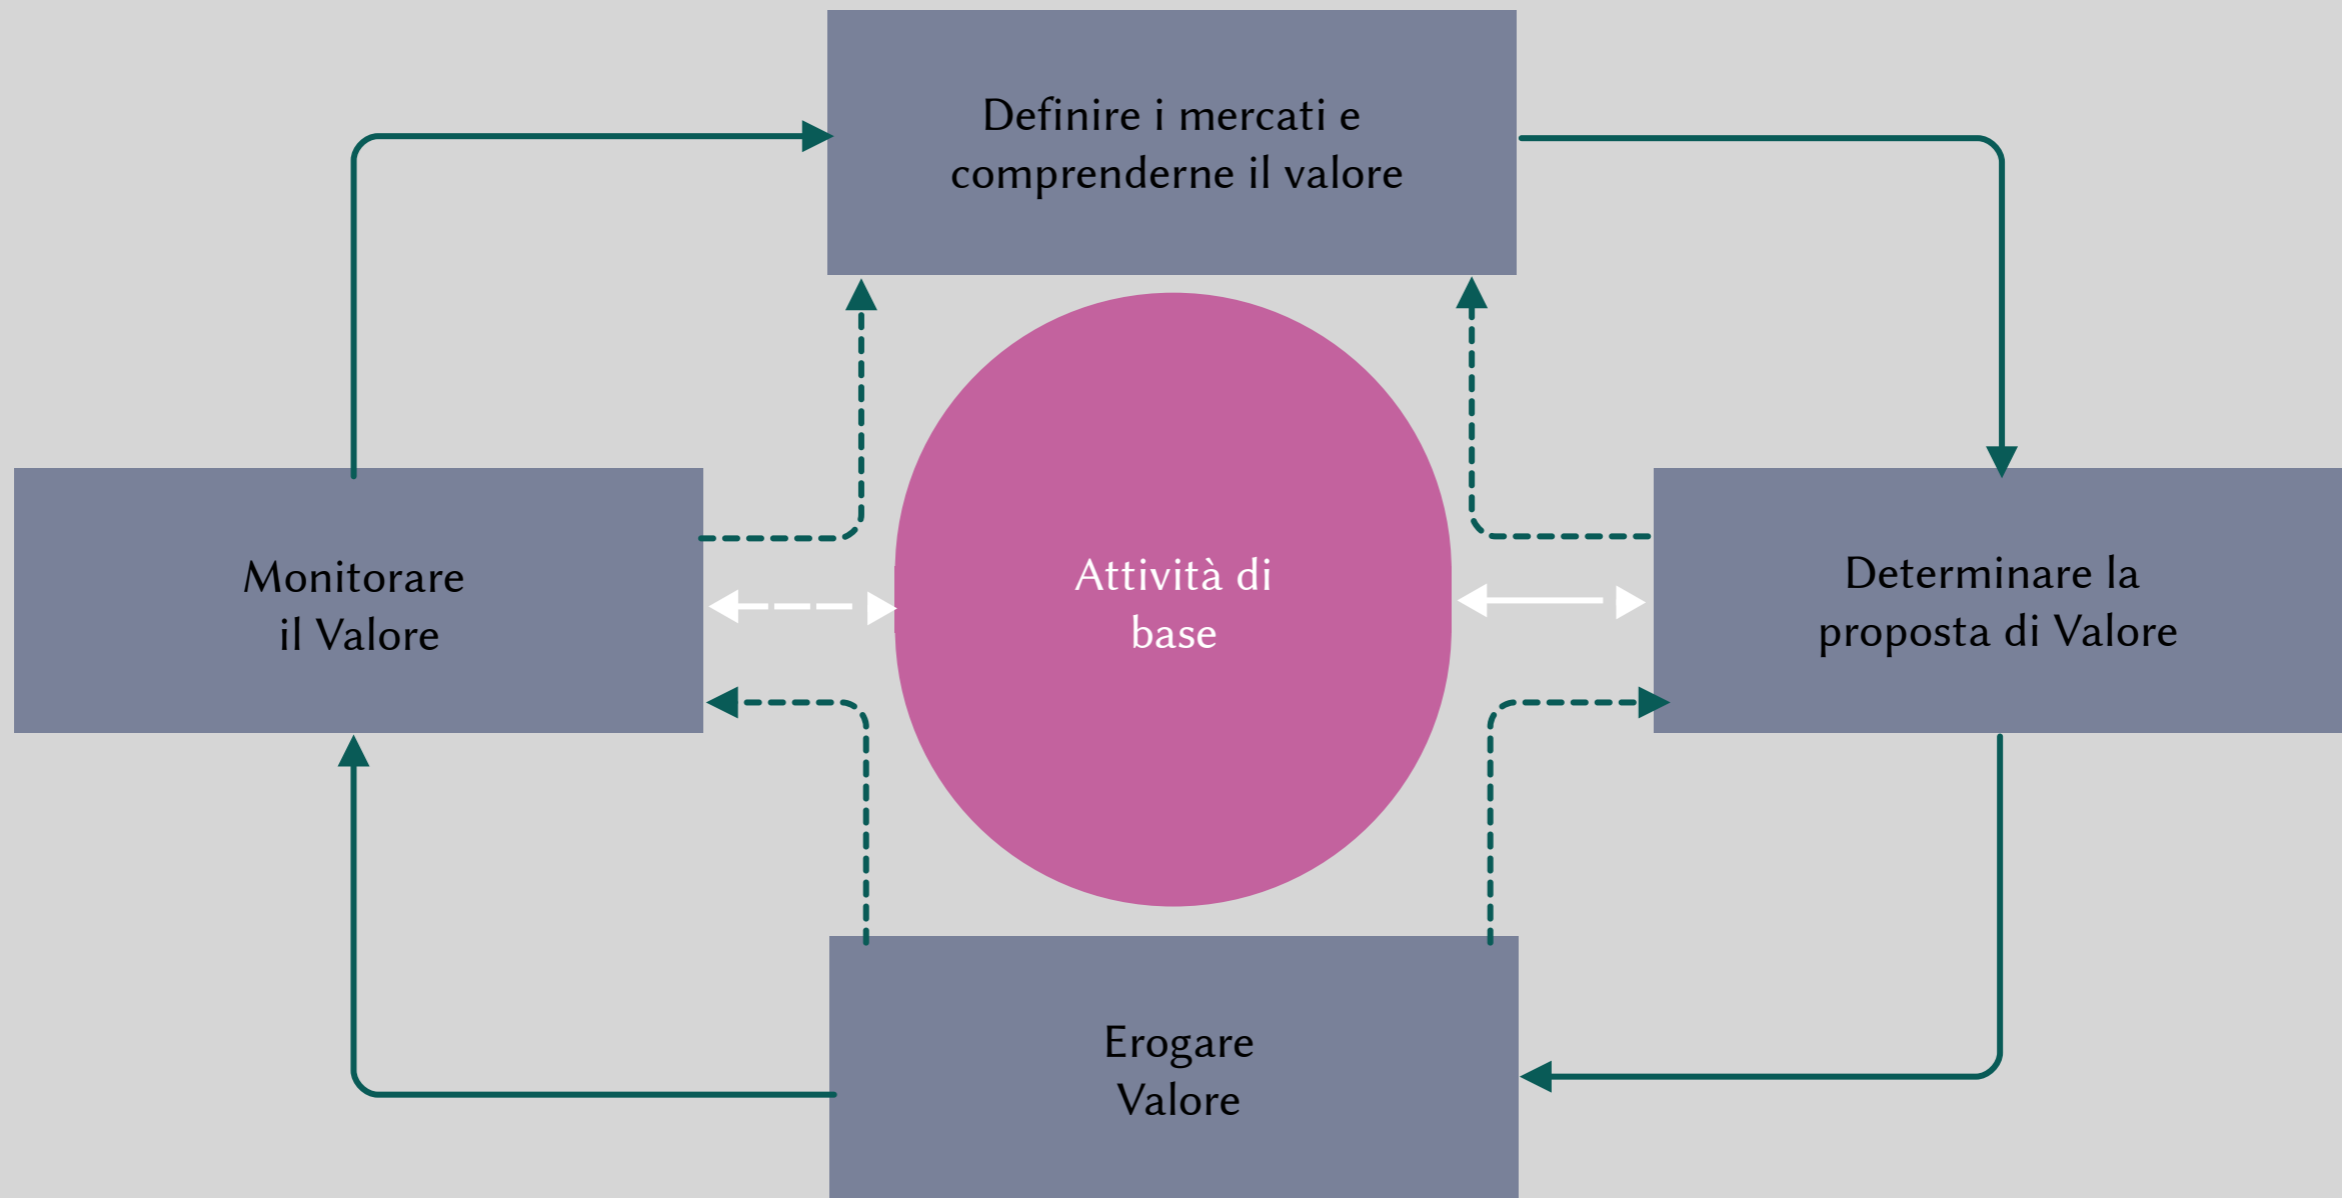 Definire i mercati e
comprenderne il valore
Monitorare
il Valore
Attività di
base
Determinare la
proposta di Valore
Erogare
Valore